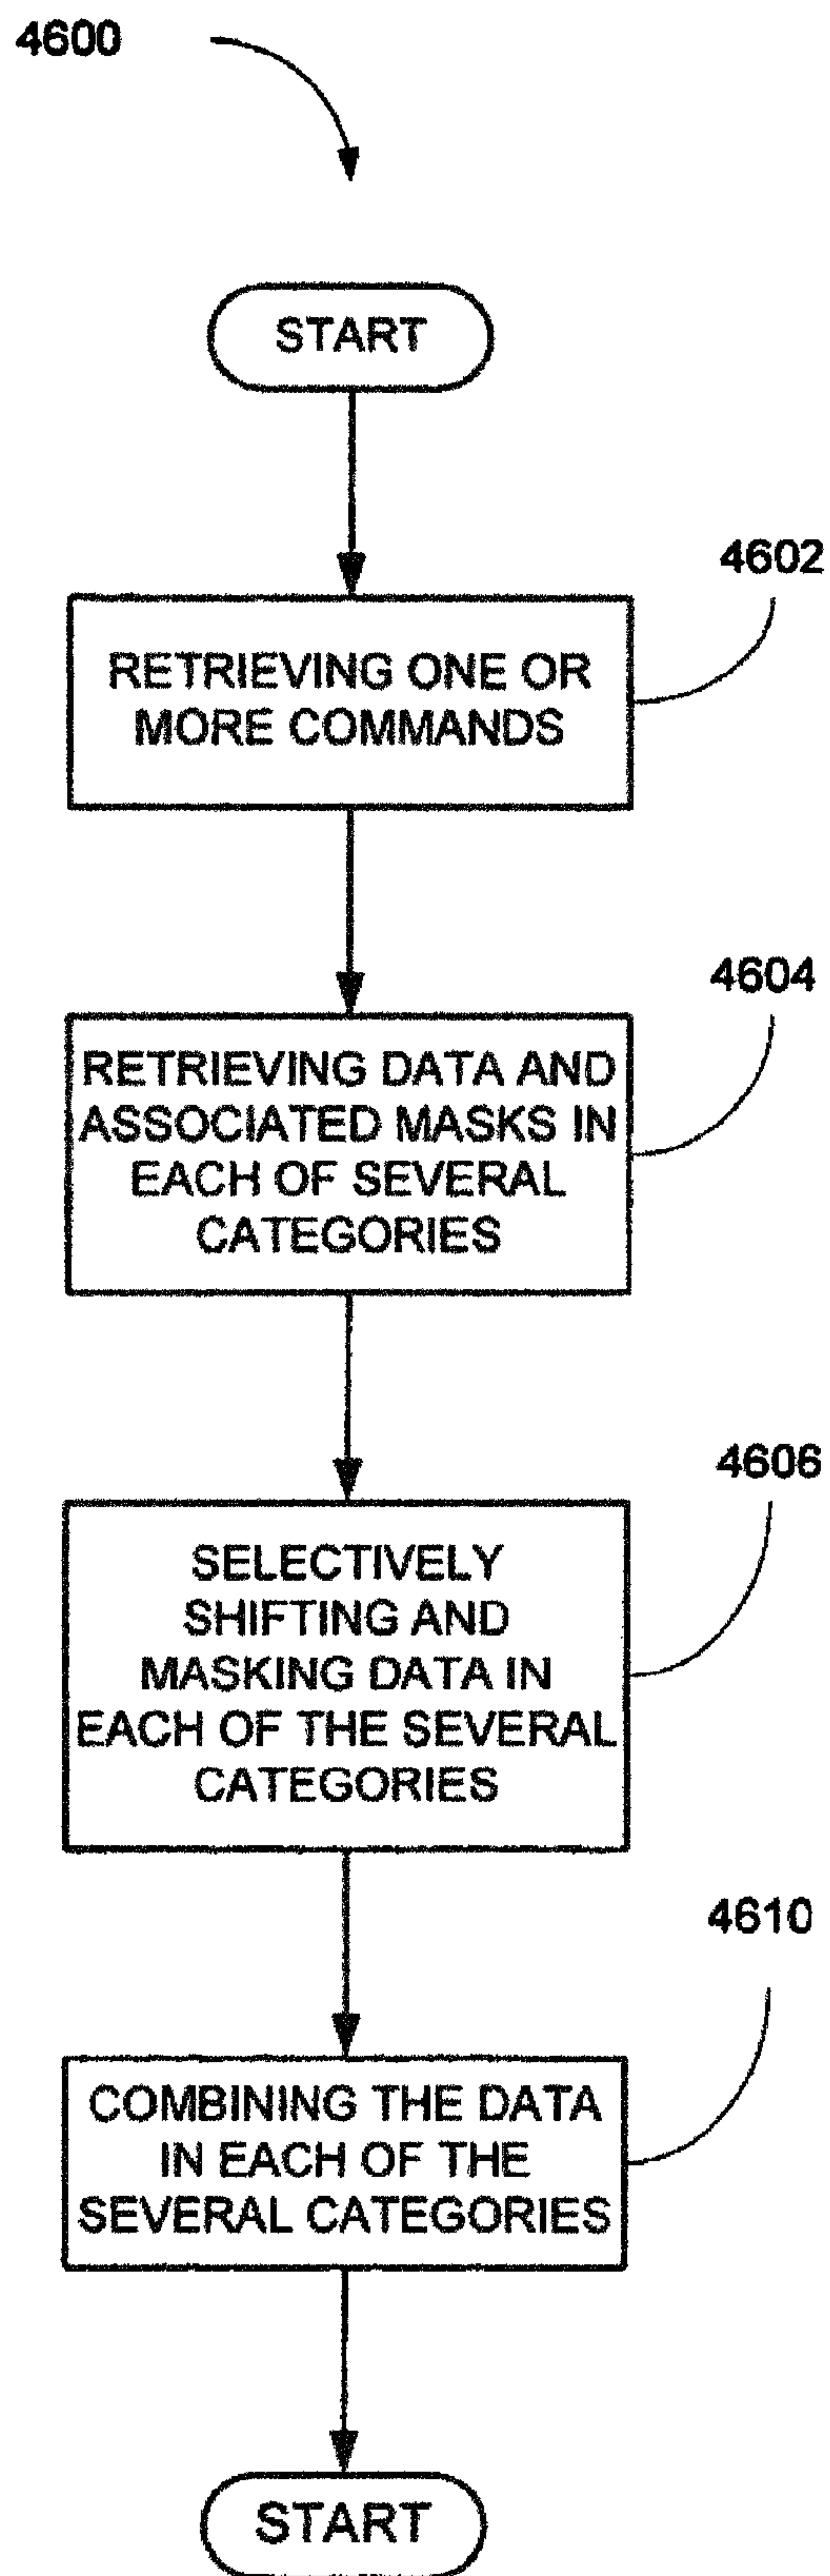 4600
START
4602
RETRIEVING ONE OR
MORE COMMANDS
4604
RETRIEVING DATA AND
ASSOCIATED MASKS IN
EACH OF SEVERAL
CATEGORIES
4606
SELECTIVELY
SHIFTING AND
MASKING DATA IN
EACH OF THE SEVERAL
CATEGORIES
4610
COMBINING THE DATA
IN EACH OF THE
SEVERAL CATEGORIES
START